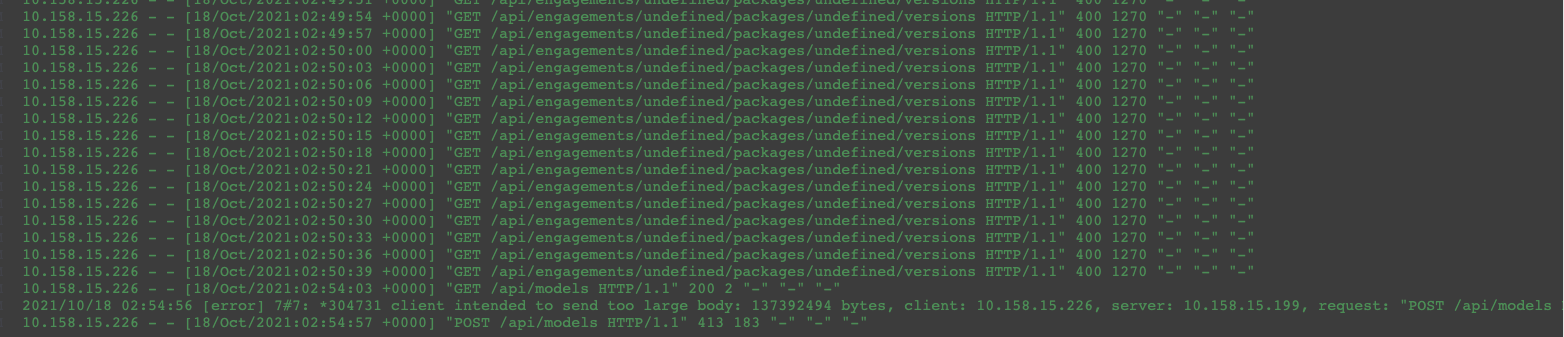 10.158.15.226 - - [18/Oct/2021:02:49:51 +0000] "GET /api/engagements/undefined/packages/undefined/versions HTTP/1.1" 400 1270 "-" "-" "-"
10.158.15.226 - - [18/Oct/2021:02:49:54 +0000] "GET /api/engagements/undefined/packages/undefined/versions HTTP/1.1" 400 1270 "-" "-" "-"
10.158.15.226 - - [18/Oct/2021:02:49:57 +0000] "GET /api/engagements/undefined/packages/undefined/versions HTTP/1.1" 400 1270 "-" "-" "-"
10.158.15.226 - - [18/Oct/2021:02:50:00 +0000] "GET /api/engagements/undefined/packages/undefined/versions HTTP/1.1" 400 1270 "-" "-" "-"
10.158.15.226 - - [18/Oct/2021:02:50:03 +0000] "GET /api/engagements/undefined/packages/undefined/versions HTTP/1.1" 400 1270 "-" "-" "-"
10.158.15.226 - - [18/Oct/2021:02:50:06 +0000] "GET /api/engagements/undefined/packages/undefined/versions HTTP/1.1" 400 1270 "-" "-" "-"
10.158.15.226 - - [18/Oct/2021:02:50:09 +0000] "GET /api/engagements/undefined/packages/undefined/versions HTTP/1.1" 400 1270 "-" "-" "-"
10.158.15.226 - - [18/Oct/2021:02:50:12 +0000] "GET /api/engagements/undefined/packages/undefined/versions HTTP/1.1" 400 1270 "-" "-" "-"
10.158.15.226 - - [18/Oct/2021:02:50:15 +0000] "GET /api/engagements/undefined/packages/undefined/versions HTTP/1.1" 400 1270 "-" "-" "-"
10.158.15.226 - - [18/Oct/2021:02:50:18 +0000] "GET /api/engagements/undefined/packages/undefined/versions HTTP/1.1" 400 1270 "-" "-" "-"
10.158.15.226 - - [18/Oct/2021:02:50:21 +0000] "GET /api/engagements/undefined/packages/undefined/versions HTTP/1.1" 400 1270 "-" "-" "-"
10.158.15.226 - - [18/Oct/2021:02:50:24 +0000] "GET /api/engagements/undefined/packages/undefined/versions HTTP/1.1" 400 1270 "-" "-" "-"
10.158.15.226 - - [18/Oct/2021:02:50:27 +0000] "GET /api/engagements/undefined/packages/undefined/versions HTTP/1.1" 400 1270 "-" "-" "-"
10.158.15.226 - - [18/Oct/2021:02:50:30 +0000] "GET /api/engagements/undefined/packages/undefined/versions HTTP/1.1" 400 1270 "-" "-" "-"
10.158.15.226 - - [18/Oct/2021:02:50:33 +0000] "GET /api/engagements/undefined/packages/undefined/versions HTTP/1.1" 400 1270 "-" "-" "-"
10.158.15.226 - - [18/Oct/2021:02:50:36 +0000] "GET /api/engagements/undefined/packages/undefined/versions HTTP/1.1" 400 1270 "-" "-" "-"
10.158.15.226 - - [18/Oct/2021:02:50:39 +0000] "GET /api/engagements/undefined/packages/undefined/versions HTTP/1.1" 400 1270 "-" "-" "-"
10.158.15.226 - - [18/Oct/2021:02:54:03 +0000] "GET /api/models HTTP/1.1" 200 2 "-" "-" "-"
2021/10/18 02:54:56 [error] 7#7: *304731 client intended to send too large body: 137392494 bytes, client: 10.158.15.226, server: 10.158.15.199, request: "POST /api/models
10.158.15.226 - - [18/Oct/2021:02:54:57 +0000] "POST /api/models HTTP/1.1" 413 183 "-" "-" "-"